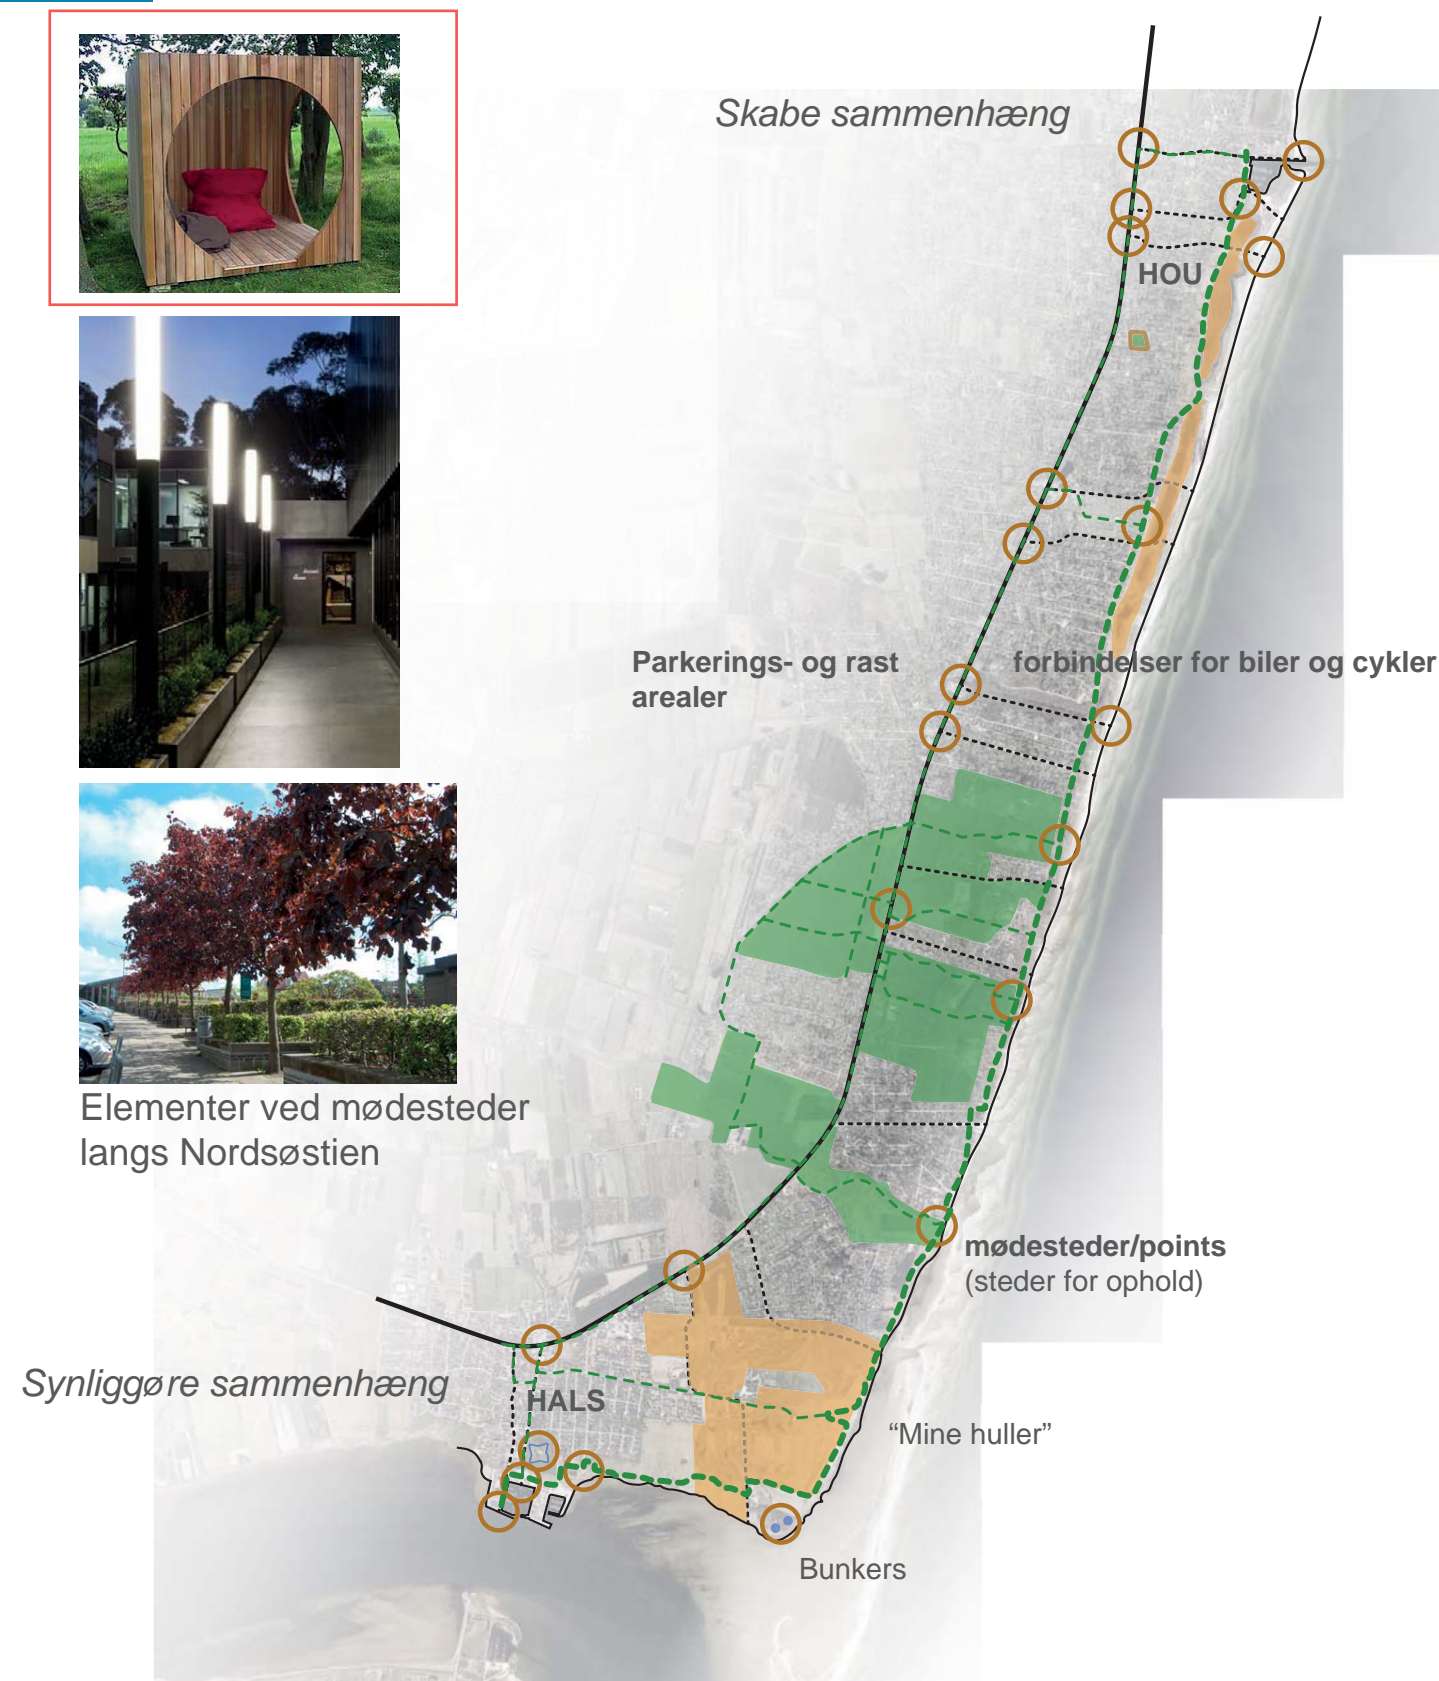 Skabe sammenhæng
HOU
Parkerings- og rast
arealer
forbindelser for biler og cykler
Elementer ved mødesteder
langs Nordsøstien
mødesteder/points
(steder for ophold)
Synliggøre sammenhæng
HALS
“Mine huller”
Bunkers